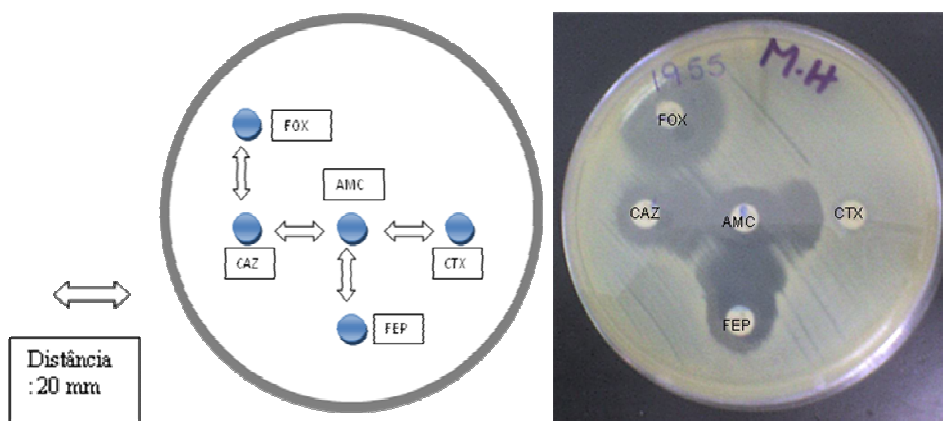 FOX
AMC
CAZ
CTX
FEP
Distância
:20 mm
1955 M.H
FOX
CAZ
AMC
CTX
FEP